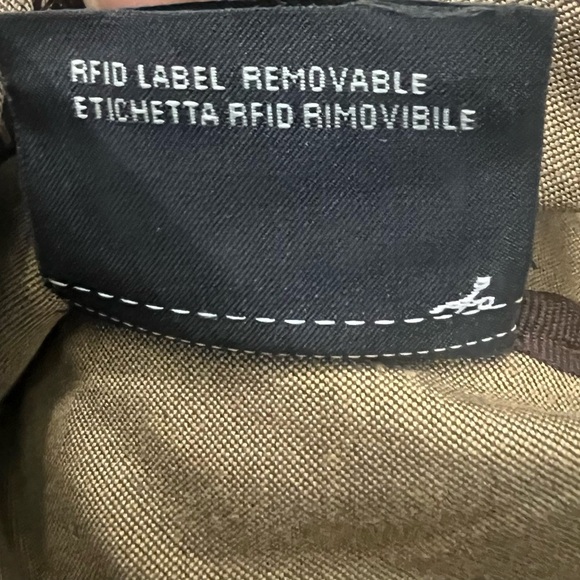 RFID LABEL REMOVABLE
ETICHETTA RFID RIMOVIBILE